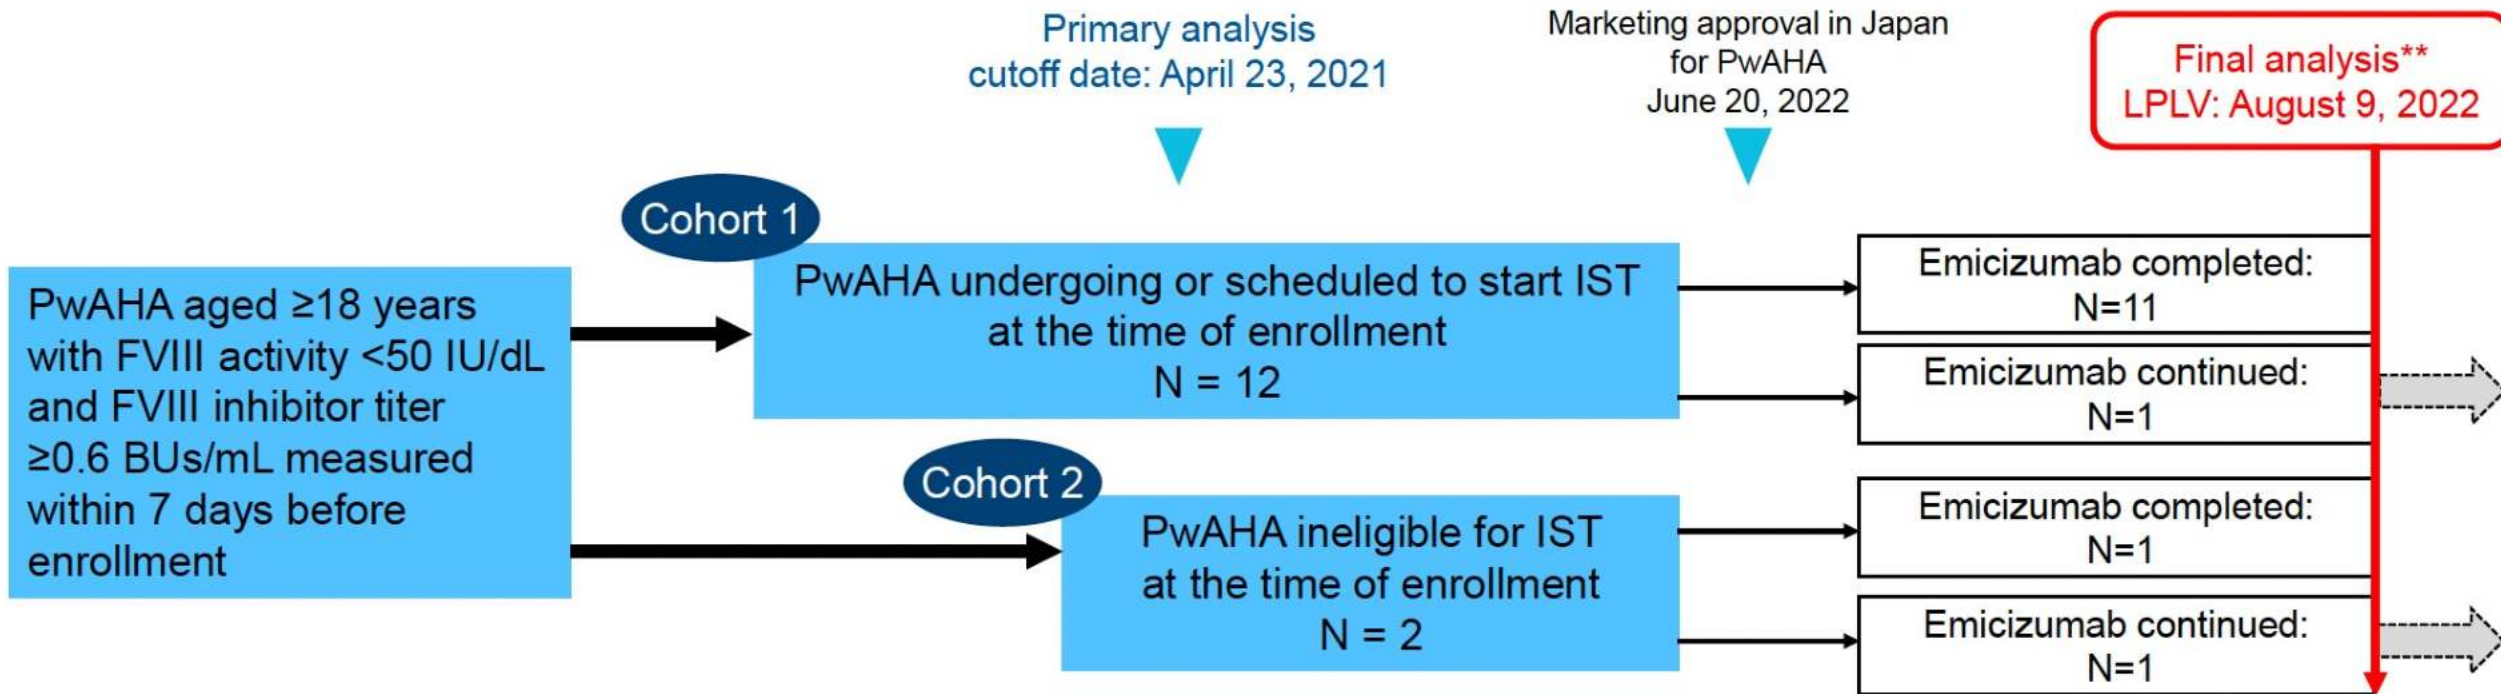 Primary analysis
cutoff date: April 23, 2021
Marketing approval in Japan
for PwAHA
June 20, 2022
Final analysis**
LPLV: August 9, 2022
PwAHA aged ≥18 years
with FVIII activity <50 IU/dL
and FVIII inhibitor titer
≥0.6 BUs/mL measured
within 7 days before
enrollment
Cohort 1
PwAHA undergoing or scheduled to start IST
at the time of enrollment
N = 12
Emicizumab completed:
N=11
Emicizumab continued:
N=1
Cohort 2
PwAHA ineligible for IST
at the time of enrollment
N = 2
Emicizumab completed:
N=1
Emicizumab continued:
N=1